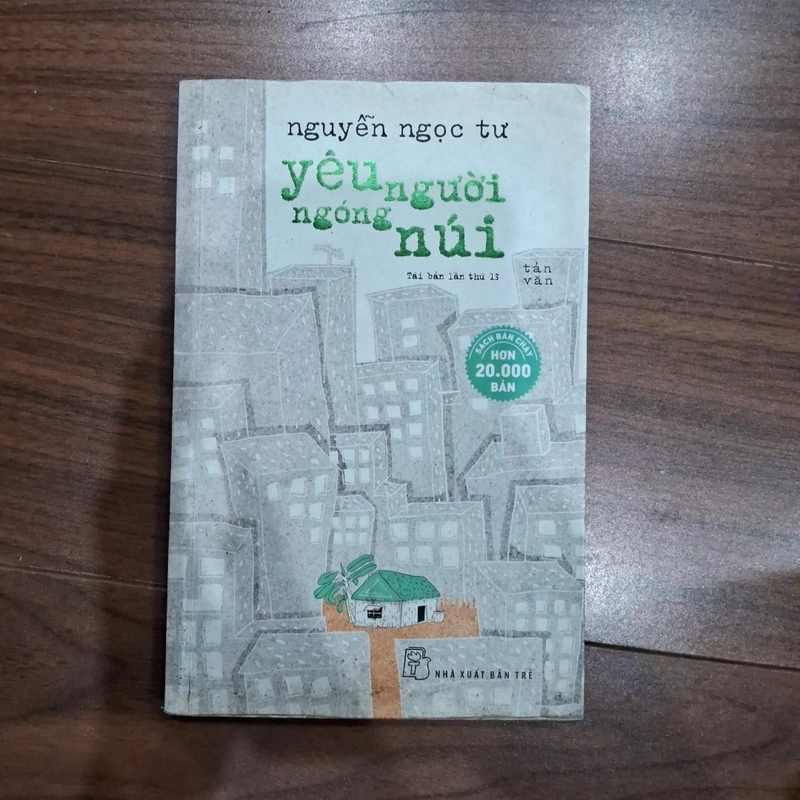 nguyễn ngọc tư
yêu người
ngóng núi
Tái bản lần thứ 13
tản
văn
SÁCH BÁN CHẠY
HƠN
20.000
BẢN
NHÀ XUẤT BẢN TRẺ